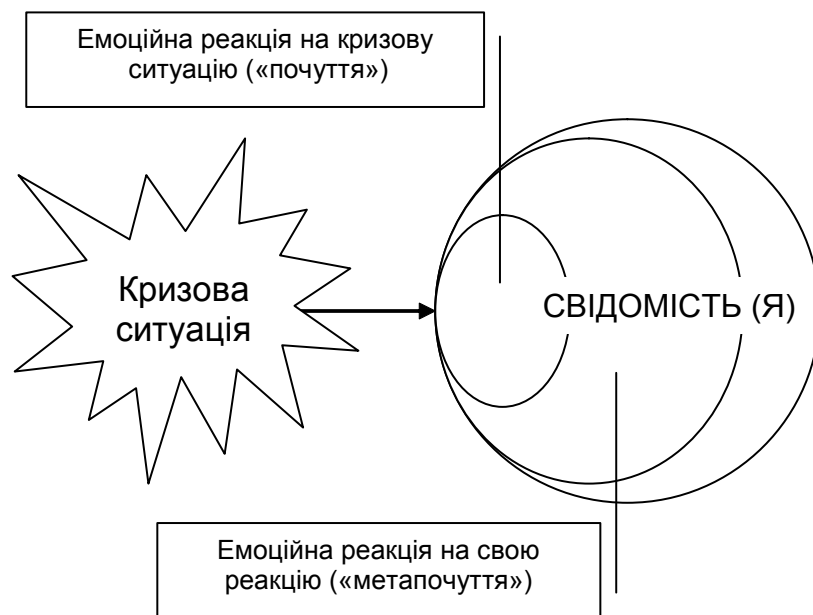 Емоційна реакція на кризову
ситуацію («почуття»)
Кризова
ситуація
СВІДОМІСТЬ (Я)
Емоційна реакція на свою
реакцію («метапочуття»)